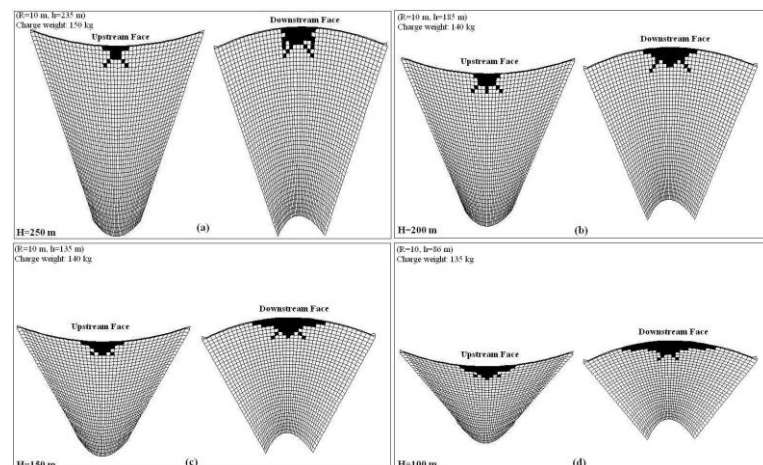 (R=10 m, h=235 m)
Charge weight: 150 kg
Upstream Face
Downstream Face
H=250 m
(a)
(R=10 m, h=185 m)
Charge weight: 140 kg
Upstream Face
Downstream Face
H=200 m
(b)
(R=10 m, h=135 m)
Charge weight: 140 kg
Upstream Face
Downstream Face
H=150 m
(c)
(R=10, h=86 m)
Charge weight: 135 kg
Upstream Face
Downstream Face
H=100 m
(d)